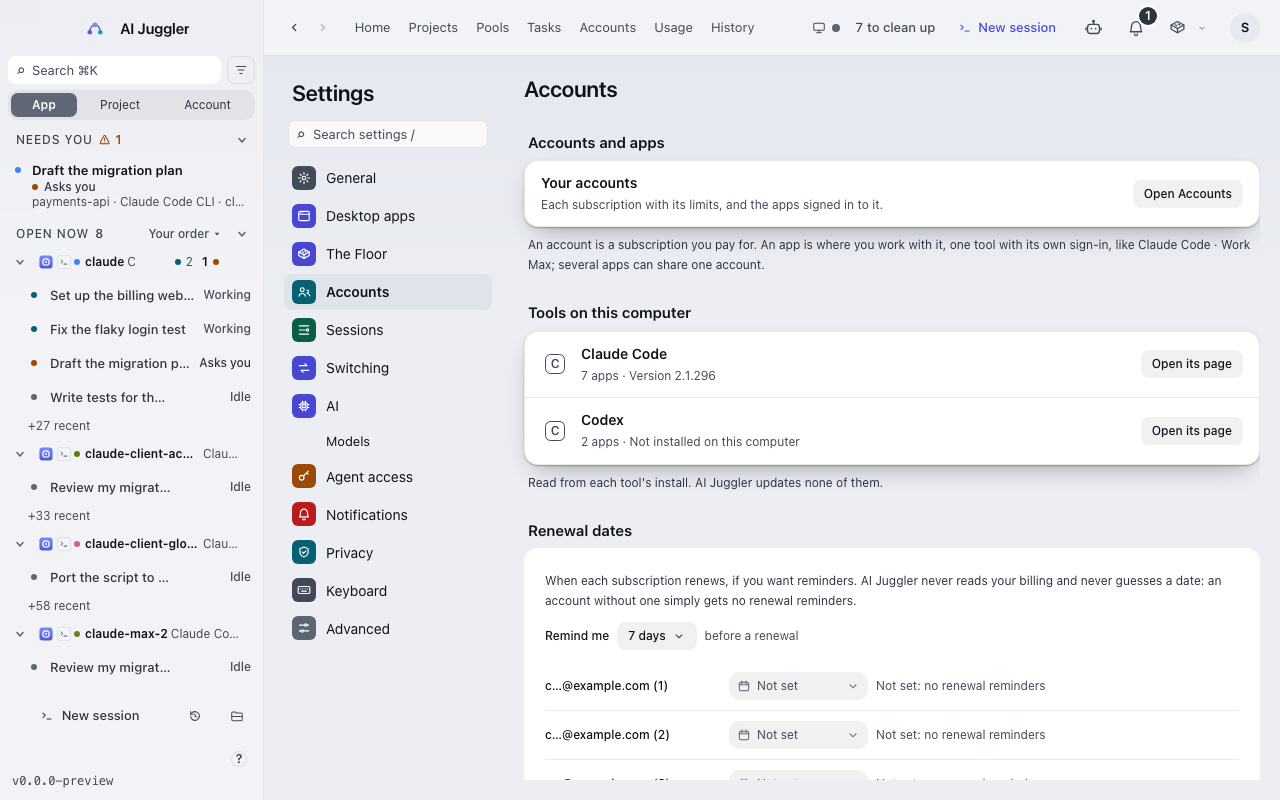 AI Juggler
Search ⌘K
App Project Account
NEEDS YOU 1
Draft the migration plan
Asks you
payments-api · Claude Code CLI · cl...
OPEN NOW 8 Your order
claude C 2 1
Set up the billing web... Working
Fix the flaky login test Working
Draft the migration p... Asks you
Write tests for th... Idle
+27 recent
claude-client-ac... Clau...
Review my migrat... Idle
+33 recent
claude-client-glo... Clau...
Port the script to ... Idle
+58 recent
claude-max-2 Claude Co...
Review my migrat... Idle
New session
?
v0.0.0-preview
Home Projects Pools Tasks Accounts Usage History
7 to clean up
New session
1
S
Settings
Search settings /
General
Desktop apps
The Floor
Accounts
Sessions
Switching
AI
Models
Agent access
Notifications
Privacy
Keyboard
Advanced
Accounts
Accounts and apps
Your accounts
Each subscription with its limits, and the apps signed in to it.
Open Accounts
An account is a subscription you pay for. An app is where you work with it, one tool with its own sign-in, like Claude Code · Work
Max; several apps can share one account.
Tools on this computer
C
Claude Code
7 apps · Version 2.1.296
Open its page
C
Codex
2 apps · Not installed on this computer
Open its page
Read from each tool's install. AI Juggler updates none of them.
Renewal dates
When each subscription renews, if you want reminders. AI Juggler never reads your billing and never guesses a date: an
account without one simply gets no renewal reminders.
Remind me 7 days before a renewal
c...@example.com (1) Not set Not set: no renewal reminders
c...@example.com (2) Not set Not set: no renewal reminders